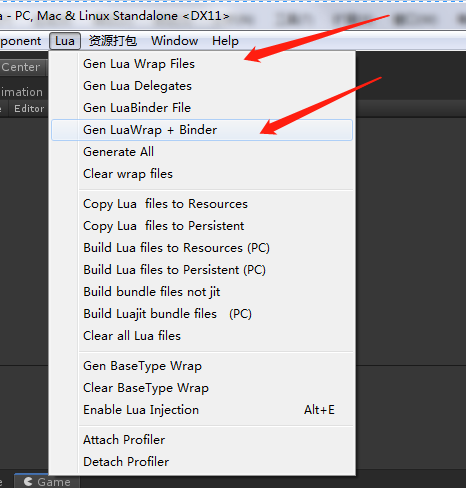 a - PC, Mac & Linux Standalone <DX11>
ponent Lua 资源打包 Window Help
Center
imation
e Editor
Gen Lua Wrap Files
Gen Lua Delegates
Gen LuaBinder File
Gen LuaWrap + Binder
Generate All
Clear wrap files
Copy Lua  files to Resources
Copy Lua  files to Persistent
Build Lua files to Resources (PC)
Build Lua files to Persistent (PC)
Build bundle files not jit
Build Luajit bundle files   (PC)
Clear all Lua files
Gen BaseType Wrap
Clear BaseType Wrap
Enable Lua Injection Alt+E
Attach Profiler
Detach Profiler
e Game